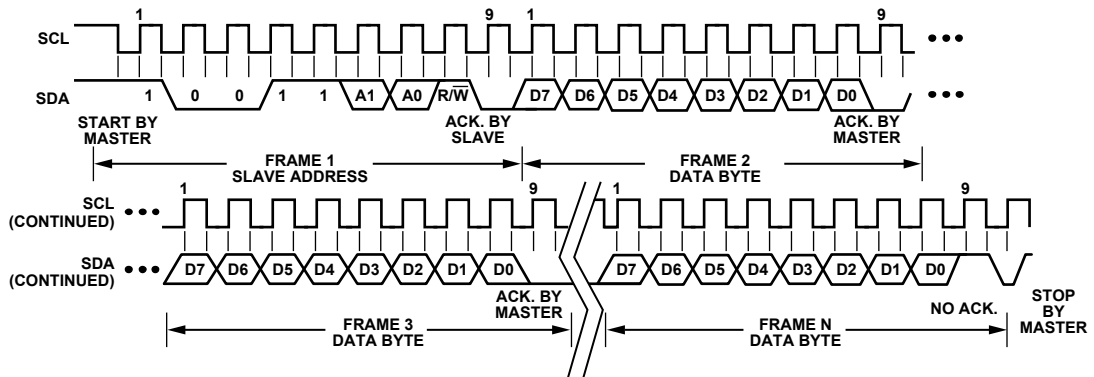 1 9 1 9
SCL
SDA 1 0 0 1 1 A1 A0 R/W̅ D7 D6 D5 D4 D3 D2 D1 D0
START BY MASTER
ACK. BY SLAVE
ACK. BY MASTER
FRAME 1 SLAVE ADDRESS
FRAME 2 DATA BYTE
1 9 1 9
SCL (CONTINUED)
SDA (CONTINUED) D7 D6 D5 D4 D3 D2 D1 D0 D7 D6 D5 D4 D3 D2 D1 D0
ACK. BY MASTER
NO ACK.
STOP BY MASTER
FRAME 3 DATA BYTE
FRAME N DATA BYTE